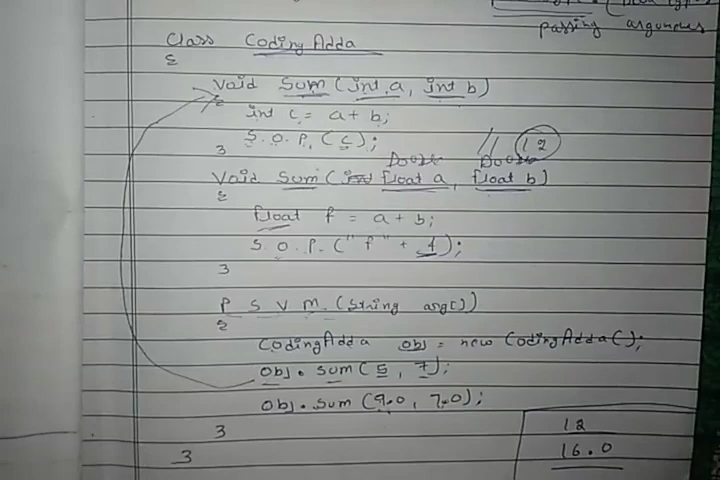 passing
Class CodingAdda
{
void Sum (int a, int b)
{
int c = a + b;
S. O. P. (c);
} // 12
void Sum (float a, float b)
{
float f = a + b;
S. O. P. ("f" + f);
}
P S V M. (String arg[])
{
CodingAdda obj = new CodingAdda();
obj. sum (5, 7);
obj. sum (9.0, 7.0);
}
}
12
16.0